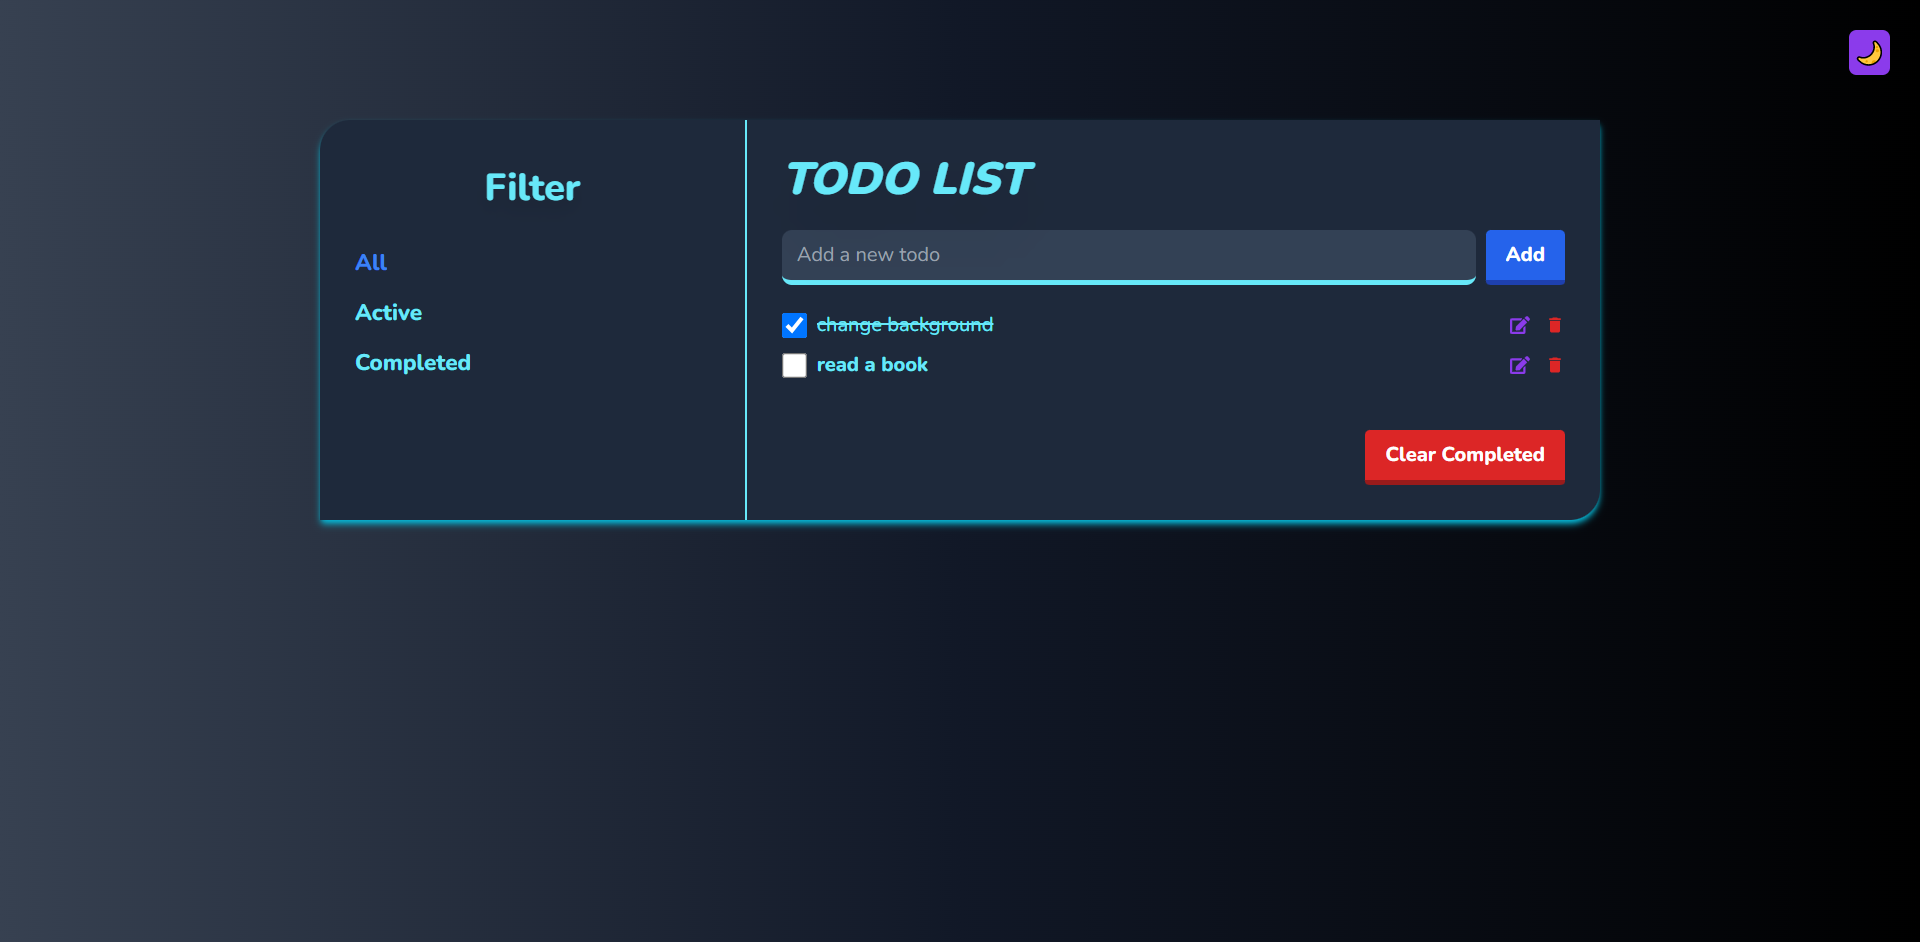 Filter
All
Active
Completed
TODO LIST
Add a new todo
Add
change background
read a book
Clear Completed